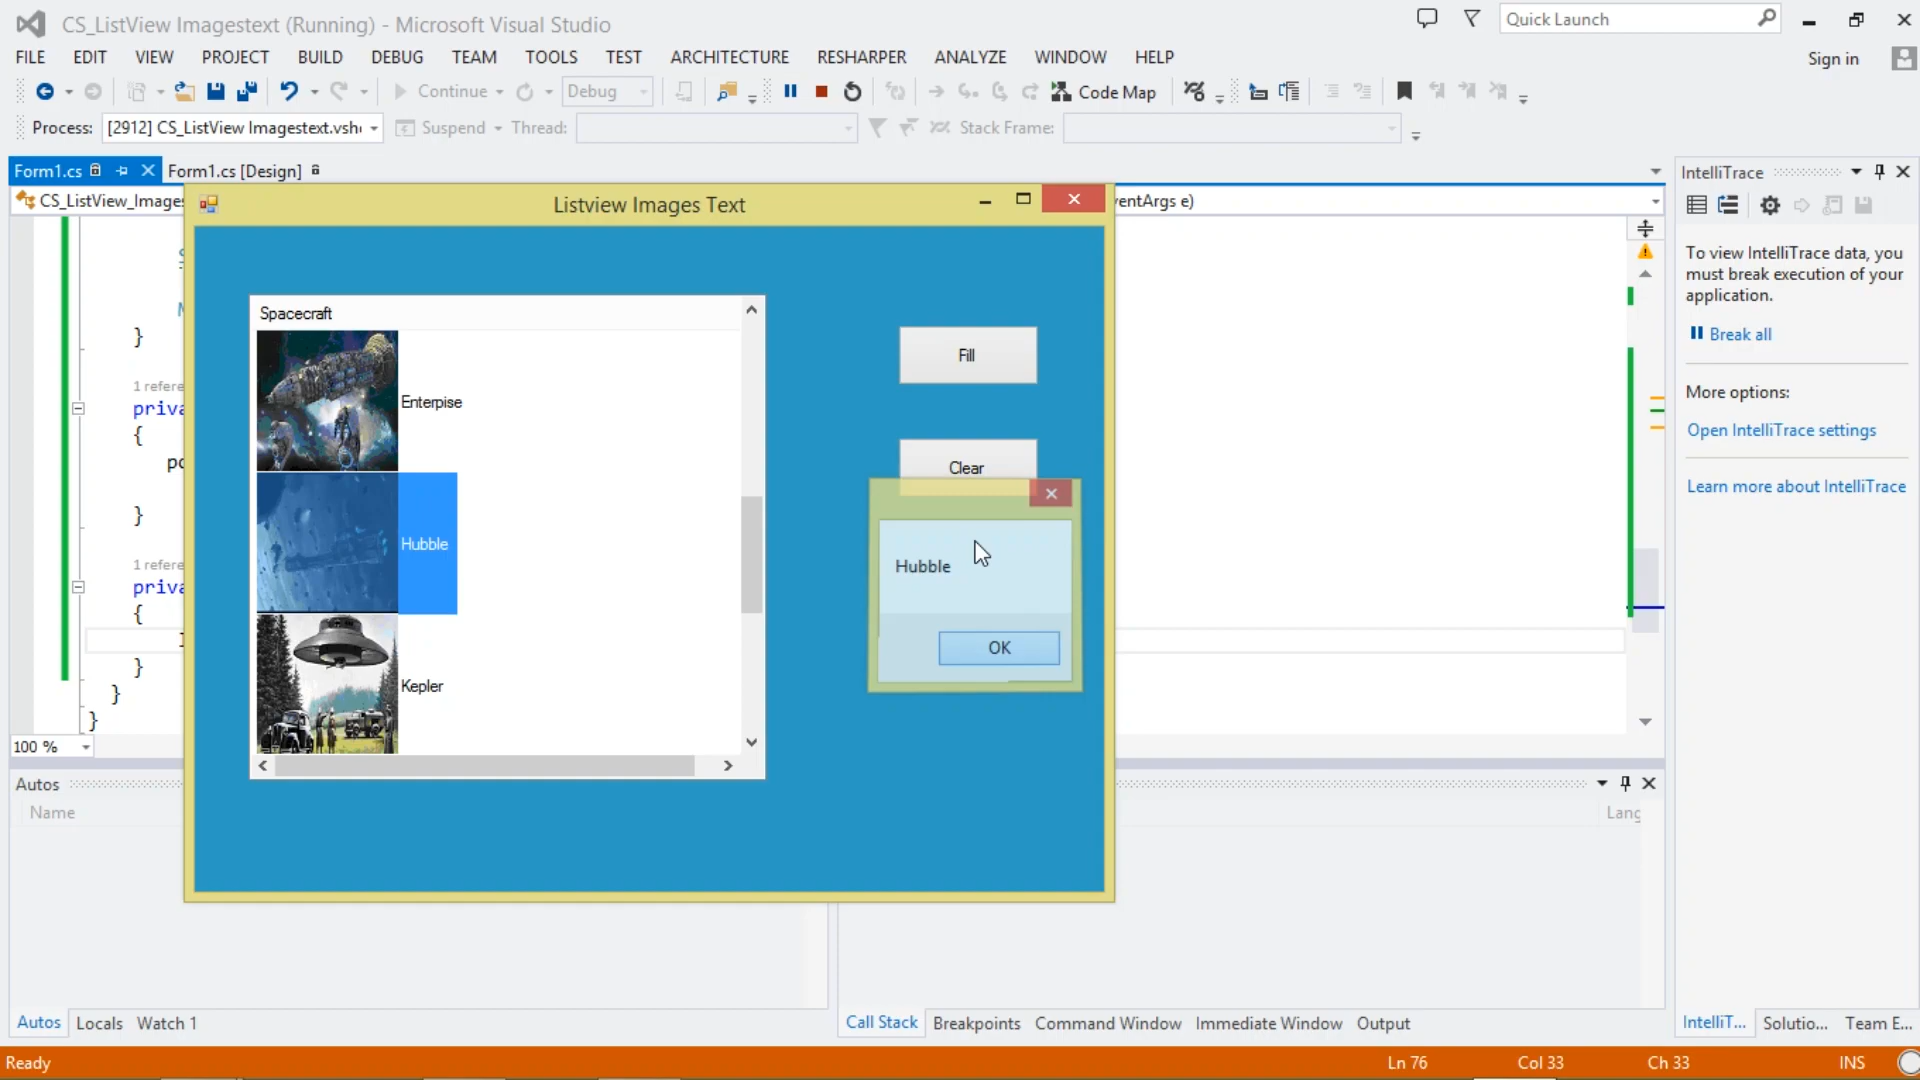 CS_ListView Imagestext (Running) - Microsoft Visual Studio
Quick Launch
FILE EDIT VIEW PROJECT BUILD DEBUG TEAM TOOLS TEST ARCHITECTURE RESHARPER ANALYZE WINDOW HELP
Sign in
Continue Debug Code Map
Process: [2912] CS_ListView Imagestext.vsh Suspend Thread: Stack Frame:
Form1.cs Form1.cs [Design]
CS_ListView_Image
Listview Images Text
ventArgs e)
Spacecraft
Enterpise
Hubble
Kepler
Fill
Clear
Hubble
OK
}
1 refere
priva
{
}
1 refere
priva
{
}
}
}
100 %
IntelliTrace
To view IntelliTrace data, you
must break execution of your
application.
Break all
More options:
Open IntelliTrace settings
Learn more about IntelliTrace
Autos
Name
Lang
Autos Locals Watch 1
Call Stack Breakpoints Command Window Immediate Window Output
IntelliT... Solutio... Team E...
Ready
Ln 76 Col 33 Ch 33 INS